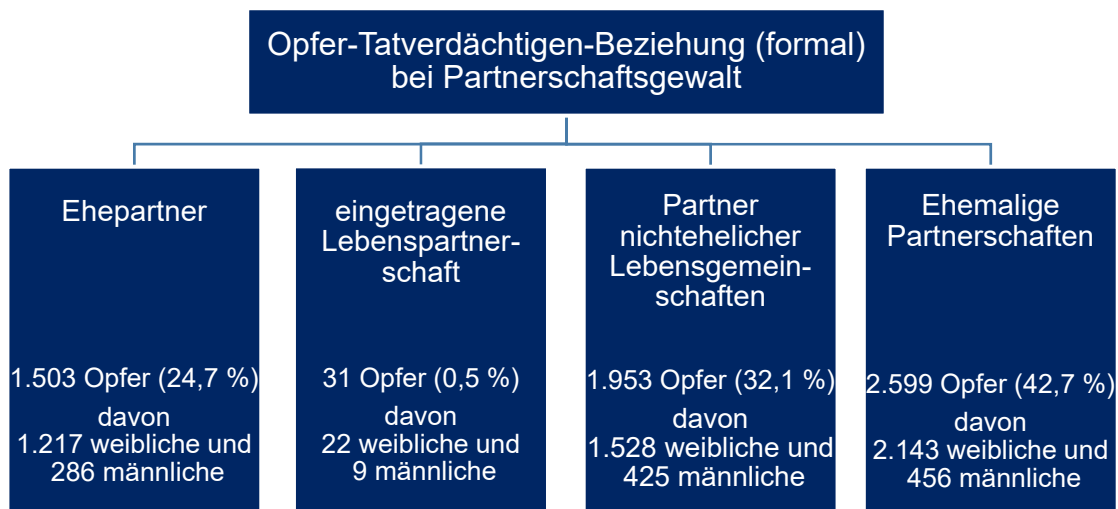 Opfer-Tatverdächtigen-Beziehung (formal)
bei Partnerschaftsgewalt
Ehepartner
1.503 Opfer (24,7 %)
davon
1.217 weibliche und
286 männliche
eingetragene
Lebenspartner-
schaft
31 Opfer (0,5 %)
davon
22 weibliche und
9 männliche
Partner
nichtehelicher
Lebensgemein-
schaften
1.953 Opfer (32,1 %)
davon
1.528 weibliche und
425 männliche
Ehemalige
Partnerschaften
2.599 Opfer (42,7 %)
davon
2.143 weibliche und
456 männliche